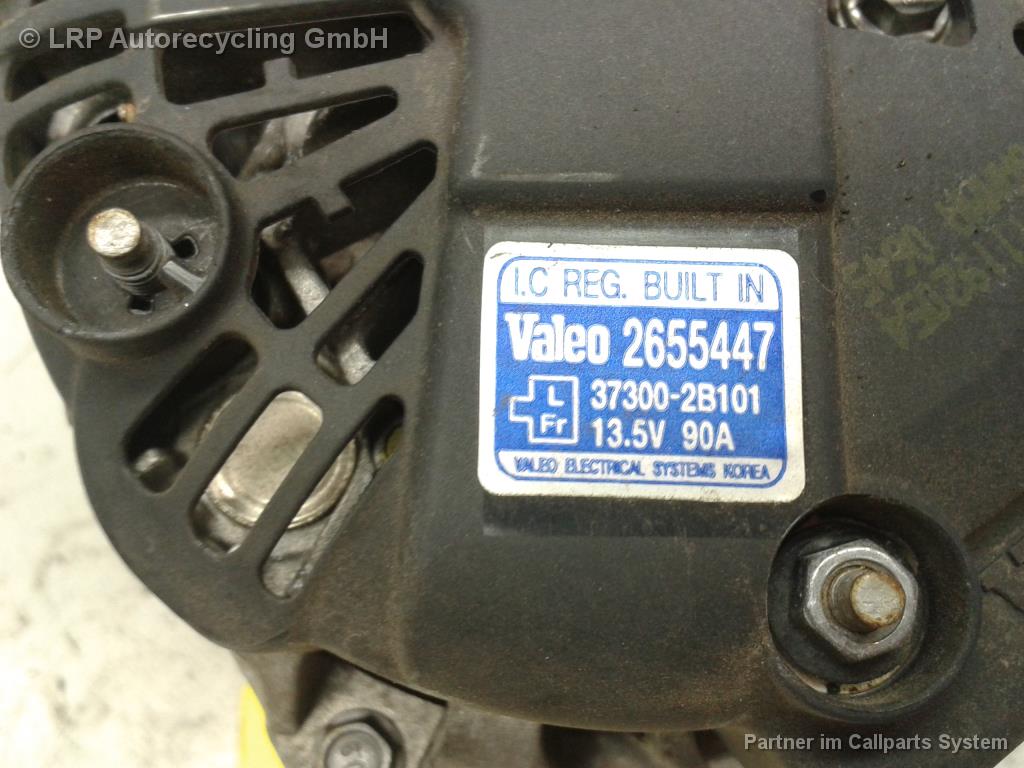 © LRP Autorecycling GmbH
I.C REG. BUILT IN
Valeo 2655447
L
Fr
37300-2B101
13.5V 90A
VALEO ELECTRICAL SYSTEMS KOREA
Partner im Callparts System